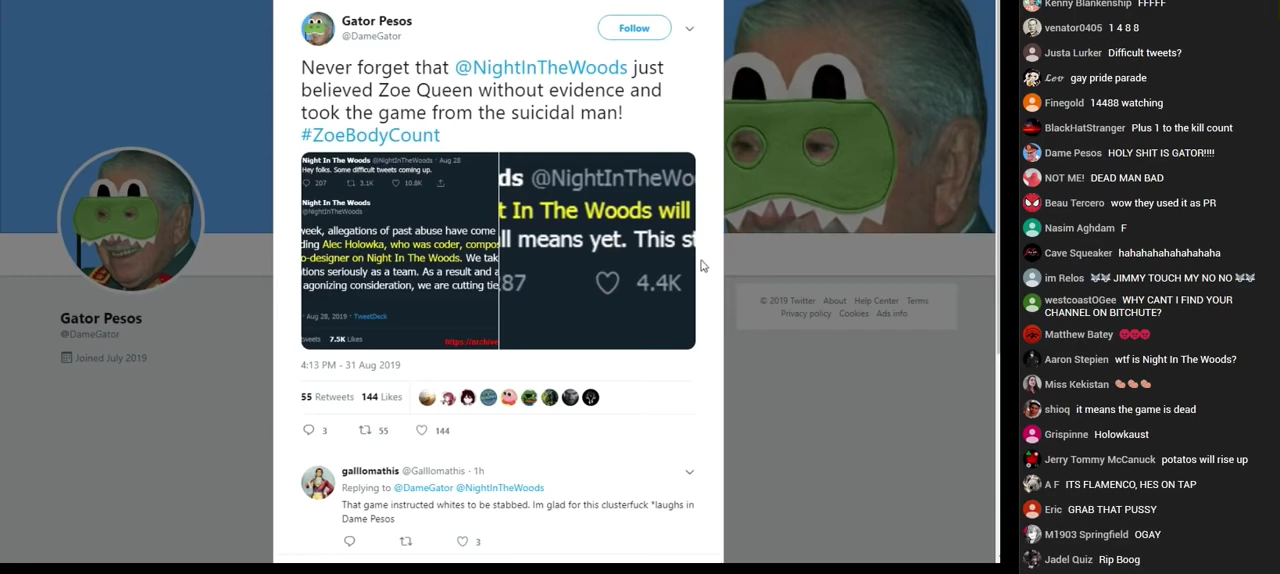 Gator Pesos
@DameGator
Follow
Never forget that @NightInTheWoods just
believed Zoe Queen without evidence and
took the game from the suicidal man!
#ZoeBodyCount
Night In The Woods @NightInTheWoods · Aug 28
Hey folks. Some difficult tweets coming up.
207 3.1K 10.8K
Night In The Woods
@NightInTheWoods
week, allegations of past abuse have come
ding Alec Holowka, who was coder, compos
o-designer on Night In The Woods. We tak
tions seriously as a team. As a result and a
agonizing consideration, we are cutting tie
· Aug 28, 2019 · TweetDeck
tweets 7.5K Likes
https://archive
ds @NightInTheWo
t In The Woods will
ll means yet. This st
87 4.4K
4:13 PM - 31 Aug 2019
55 Retweets 144 Likes
3 55 144
galllomathis @Galllomathis · 1h
Replying to @DameGator @NightInTheWoods
That game instructed whites to be stabbed. Im glad for this clusterfuck *laughs in
Dame Pesos
3
Gator Pesos
@DameGator
Joined July 2019
© 2019 Twitter About Help Center Terms
Privacy policy Cookies Ads info
Kenny Blankenship FFFFF
venator0405 1 4 8 8
Justa Lurker Difficult tweets?
Lev gay pride parade
Finegold 14488 watching
BlackHatStranger Plus 1 to the kill count
Dame Pesos HOLY SHIT IS GATOR!!!!
NOT ME! DEAD MAN BAD
Beau Tercero wow they used it as PR
Nasim Aghdam F
Cave Squeaker hahahahahahahahaha
im Relos JIMMY TOUCH MY NO NO
westcoastOGee WHY CANT I FIND YOUR
CHANNEL ON BITCHUTE?
Matthew Batey
Aaron Stepien wtf is Night In The Woods?
Miss Kekistan
shioq it means the game is dead
Grispinne Holowkaust
Jerry Tommy McCanuck potatos will rise up
A F ITS FLAMENCO, HES ON TAP
Eric GRAB THAT PUSSY
M1903 Springfield OGAY
Jadel Quiz Rip Boog